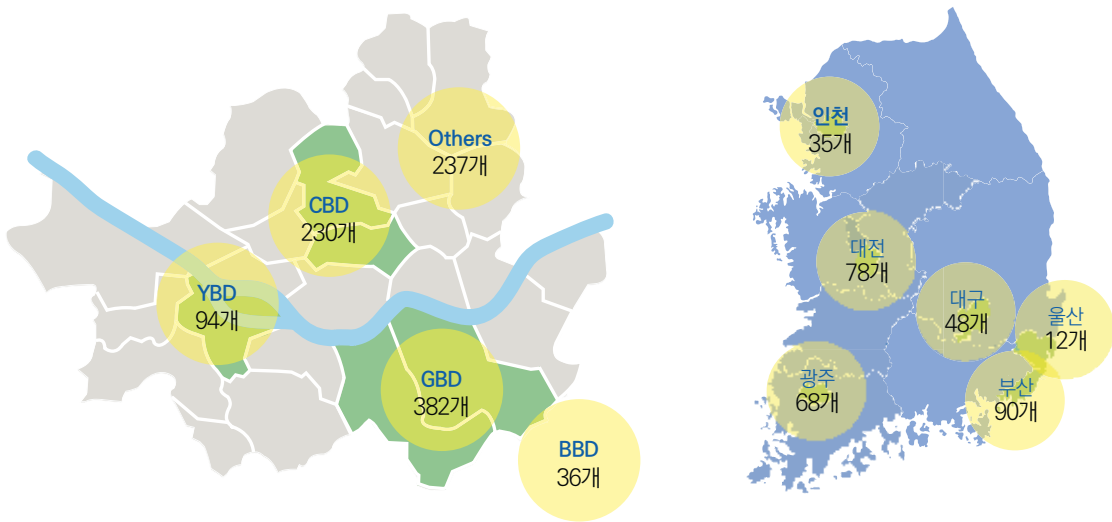 Others
237개
CBD
230개
YBD
94개
GBD
382개
BBD
36개
인천
35개
대전
78개
대구
48개
울산
12개
광주
68개
부산
90개